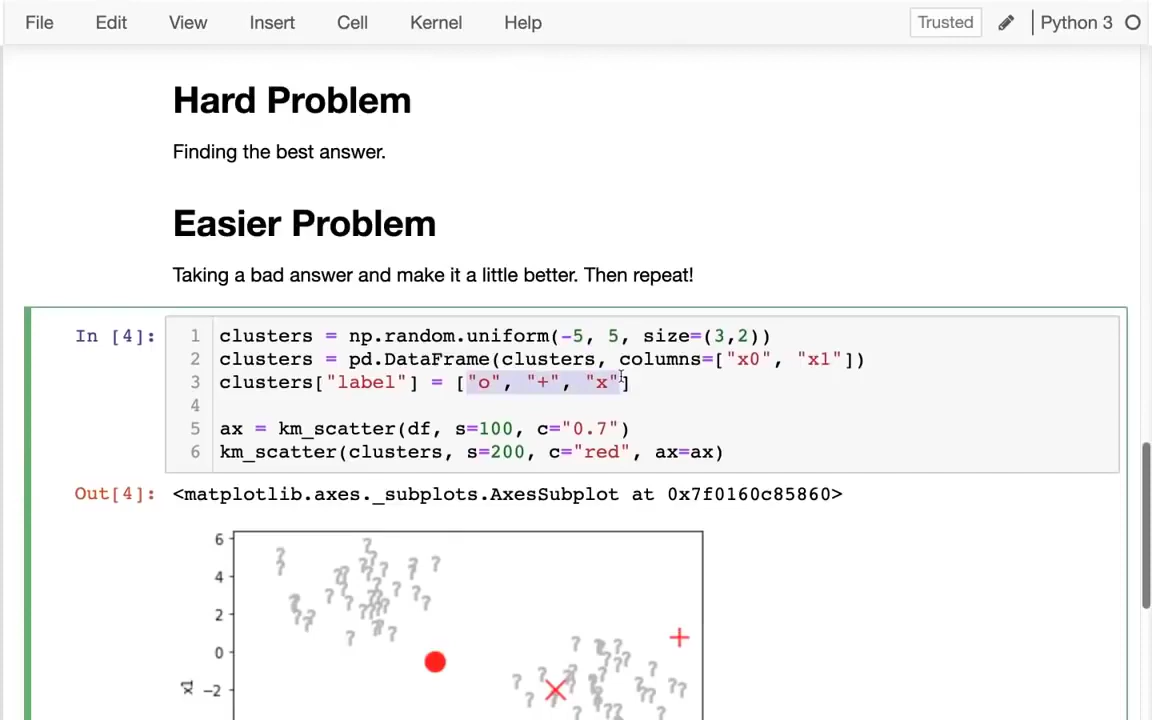 File Edit View Insert Cell Kernel Help Trusted Python 3
Hard Problem
Finding the best answer.
Easier Problem
Taking a bad answer and make it a little better. Then repeat!
In [4]: 1 clusters = np.random.uniform(-5, 5, size=(3,2))
2 clusters = pd.DataFrame(clusters, columns=["x0", "x1"])
3 clusters["label"] = ["o", "+", "x"]
4
5 ax = km_scatter(df, s=100, c="0.7")
6 km_scatter(clusters, s=200, c="red", ax=ax)
Out[4]: <matplotlib.axes._subplots.AxesSubplot at 0x7f0160c85860>
6
4
2
0
x1
-2